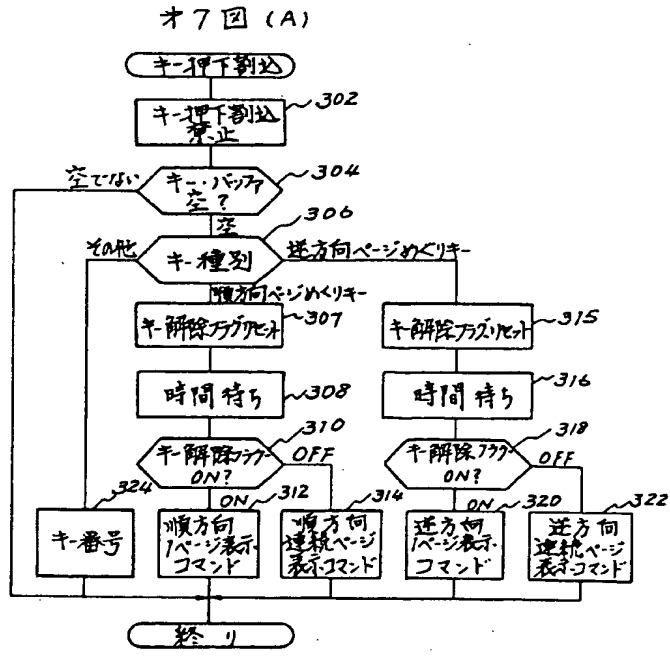 才7図 (A)
キー押下割込
302
キー押下割込
禁止
空でない
304
キー・バッファ
空?
空
306
その他
キー種別
逆方向ページめくりキー
順方向ページめくりキー
307
キー解除フラグリセット
315
キー解除フラグリセット
308
時間待ち
316
時間待ち
310
キー解除フラグ
ON?
OFF
318
キー解除フラグ
ON?
OFF
324
キー番号
ON
312
順方向
1ページ表示
コマンド
314
順方向
連続ページ
表示コマンド
ON
320
逆方向
1ページ表示
コマンド
322
逆方向
連続ページ
表示コマンド
終り